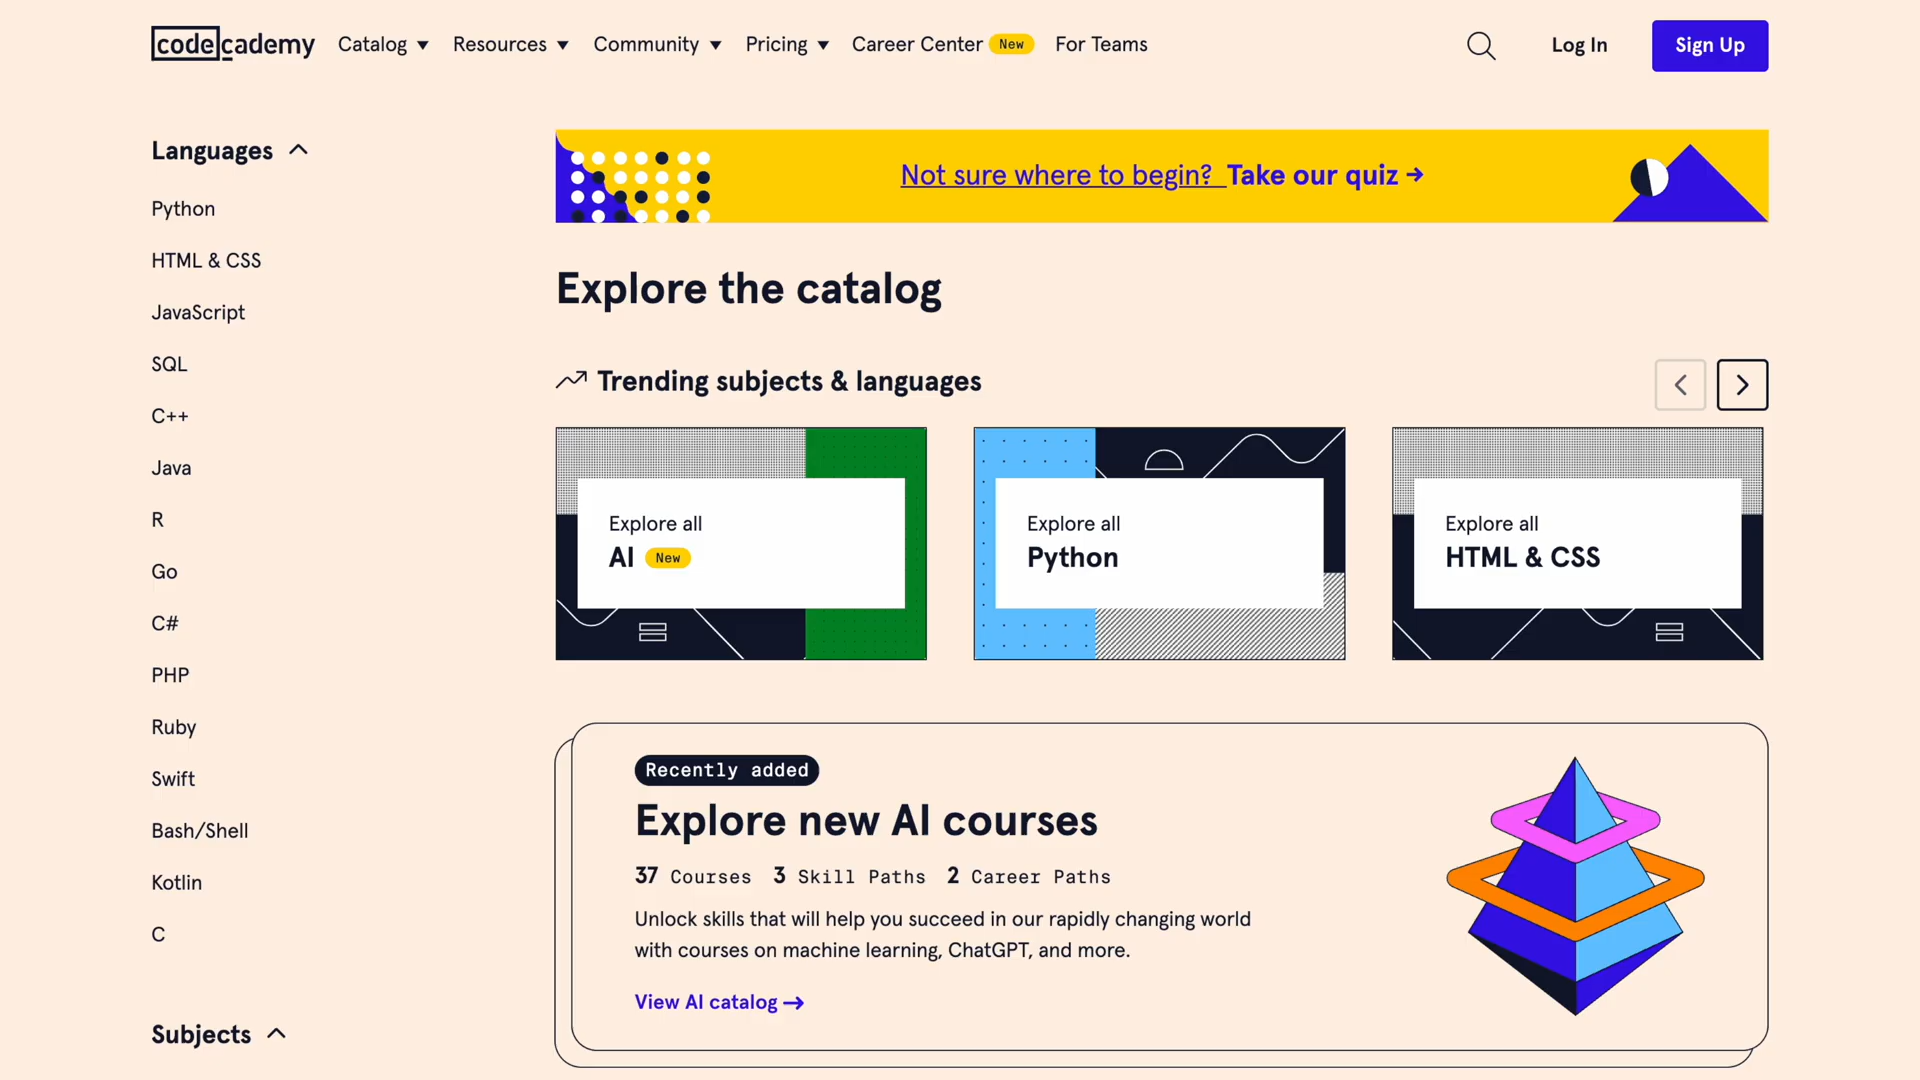 codecademy
Catalog
Resources
Community
Pricing
Career Center New
For Teams
Log In
Sign Up
Languages
Python
HTML & CSS
JavaScript
SQL
C++
Java
R
Go
C#
PHP
Ruby
Swift
Bash/Shell
Kotlin
C
Subjects
Not sure where to begin? Take our quiz →
Explore the catalog
Trending subjects & languages
Explore all
AI New
Explore all
Python
Explore all
HTML & CSS
Recently added
Explore new AI courses
37 Courses 3 Skill Paths 2 Career Paths
Unlock skills that will help you succeed in our rapidly changing world
with courses on machine learning, ChatGPT, and more.
View AI catalog →